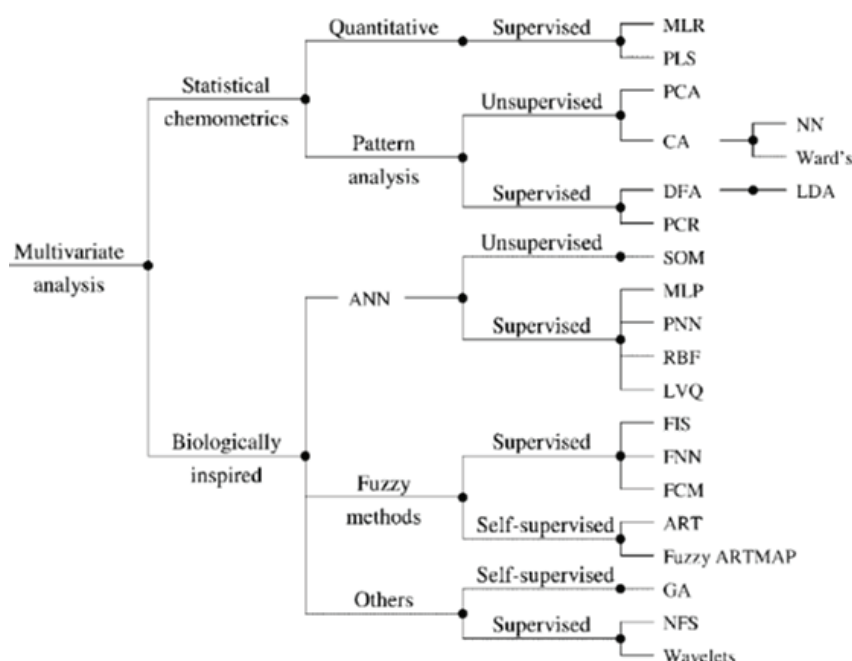 Quantitative
Supervised
MLR
PLS
Statistical
chemometrics
Unsupervised
PCA
CA
NN
Ward's
Pattern
analysis
Supervised
DFA
LDA
PCR
Multivariate
analysis
Unsupervised
SOM
ANN
Supervised
MLP
PNN
RBF
LVQ
Biologically
inspired
Supervised
FIS
FNN
FCM
Fuzzy
methods
Self-supervised
ART
Fuzzy ARTMAP
Others
Self-supervised
GA
Supervised
NFS
Wavelets